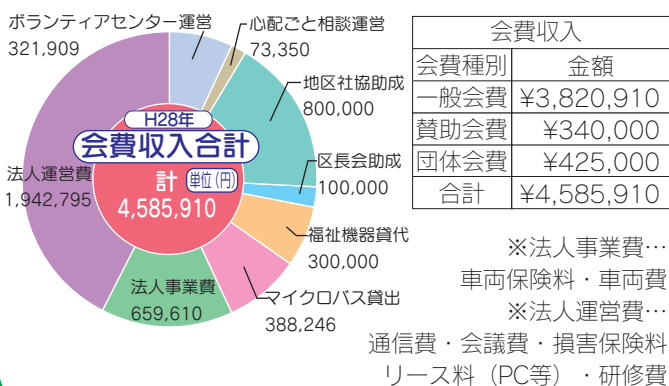 ボランティアセンター運営
321,909
心配ごと相談運営
73,350
地区社協助成
800,000
区長会助成
100,000
福祉機器貸代
300,000
マイクロバス貸出
388,246
法人事業費
659,610
法人運営費
1,942,795
H28年
会費収入合計
計 単位(円)
4,585,910
会費収入
会費種別 金額
一般会費 ¥3,820,910
賛助会費 ¥340,000
団体会費 ¥425,000
合計 ¥4,585,910
※法人事業費…
車両保険料・車両費
※法人運営費…
通信費・会議費・損害保険料
リース料（PC等）・研修費